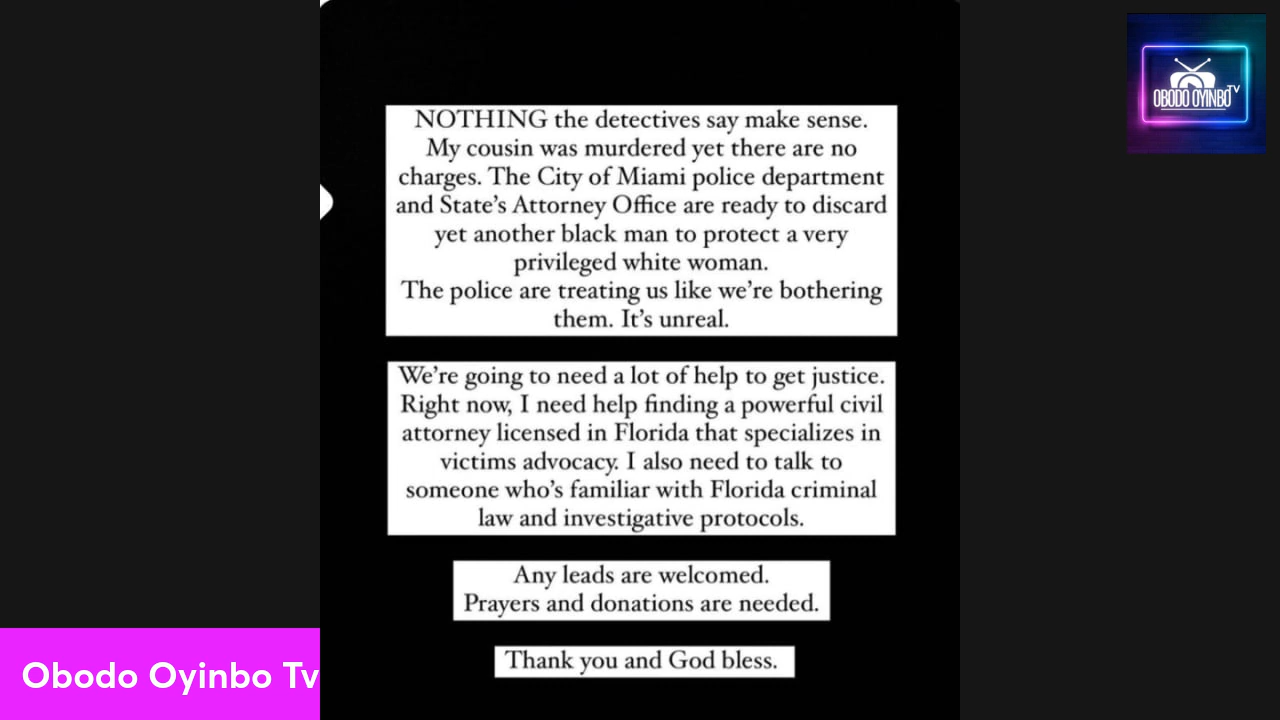 OBODO OYINBO TV
NOTHING the detectives say make sense.
My cousin was murdered yet there are no
charges. The City of Miami police department
and State's Attorney Office are ready to discard
yet another black man to protect a very
privileged white woman.
The police are treating us like we're bothering
them. It's unreal.
We're going to need a lot of help to get justice.
Right now, I need help finding a powerful civil
attorney licensed in Florida that specializes in
victims advocacy. I also need to talk to
someone who's familiar with Florida criminal
law and investigative protocols.
Any leads are welcomed.
Prayers and donations are needed.
Thank you and God bless.
Obodo Oyinbo Tv